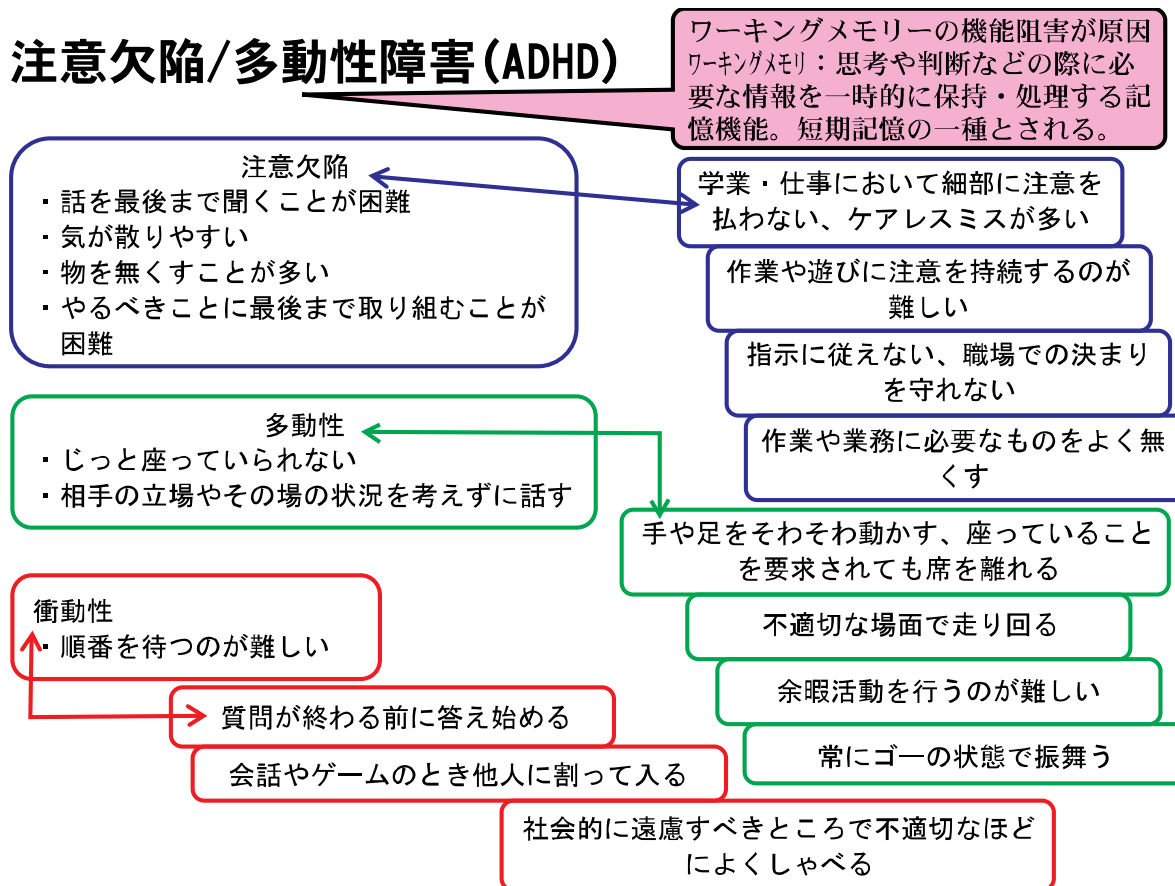 注意欠陥/多動性障害(ADHD)
ワーキングメモリーの機能阻害が原因
ワーキングメモリ：思考や判断などの際に必
要な情報を一時的に保持・処理する記
憶機能。短期記憶の一種とされる。
注意欠陥
・話を最後まで聞くことが困難
・気が散りやすい
・物を無くすことが多い
・やるべきことに最後まで取り組むことが
困難
学業・仕事において細部に注意を
払わない、ケアレスミスが多い
作業や遊びに注意を持続するのが
難しい
指示に従えない、職場での決まり
を守れない
作業や業務に必要なものをよく無
くす
多動性
・じっと座っていられない
・相手の立場やその場の状況を考えずに話す
手や足をそわそわ動かす、座っていること
を要求されても席を離れる
不適切な場面で走り回る
余暇活動を行うのが難しい
常にゴーの状態で振舞う
衝動性
・順番を待つのが難しい
質問が終わる前に答え始める
会話やゲームのとき他人に割って入る
社会的に遠慮すべきところで不適切なほど
によくしゃべる